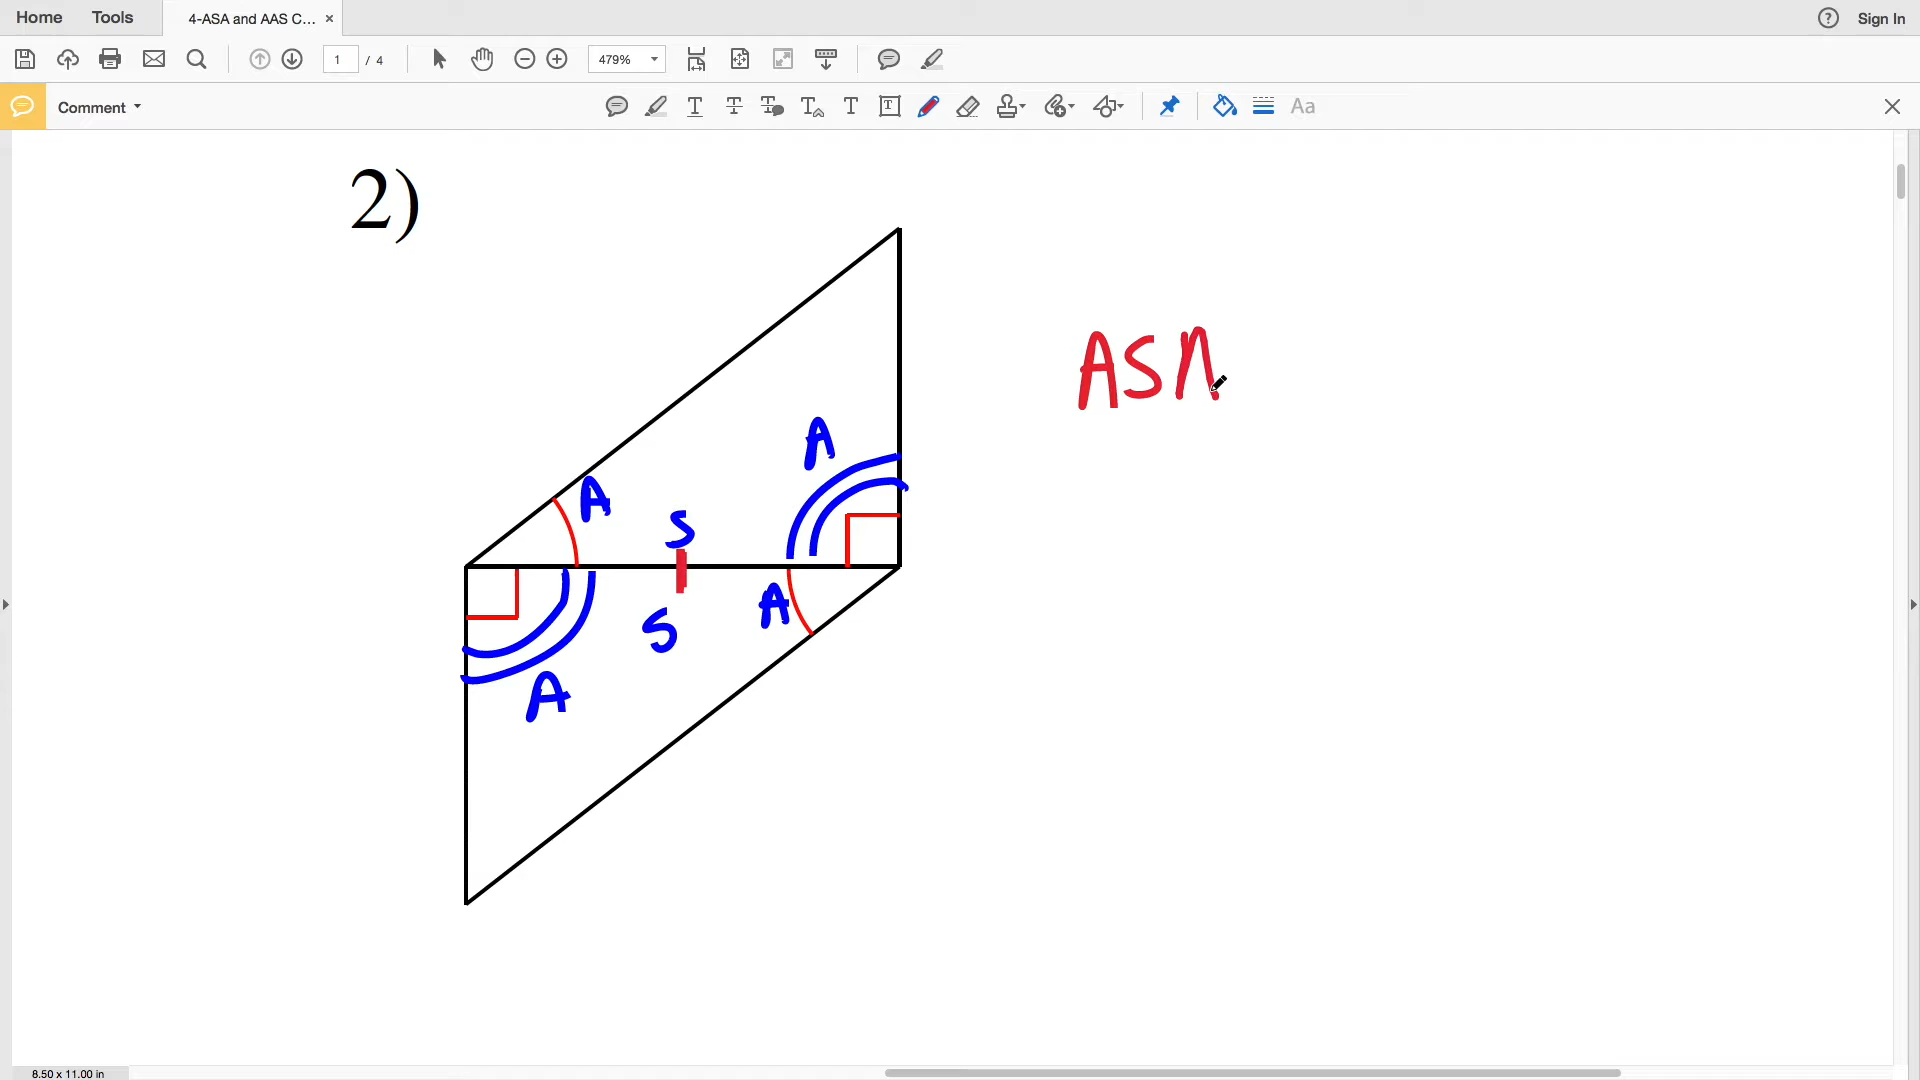 Home Tools 4-ASA and AAS C... × ? Sign In
1 / 4 479%
Comment Aa
2)
ASA
A
A
S
A
S
A
8.50 x 11.00 in